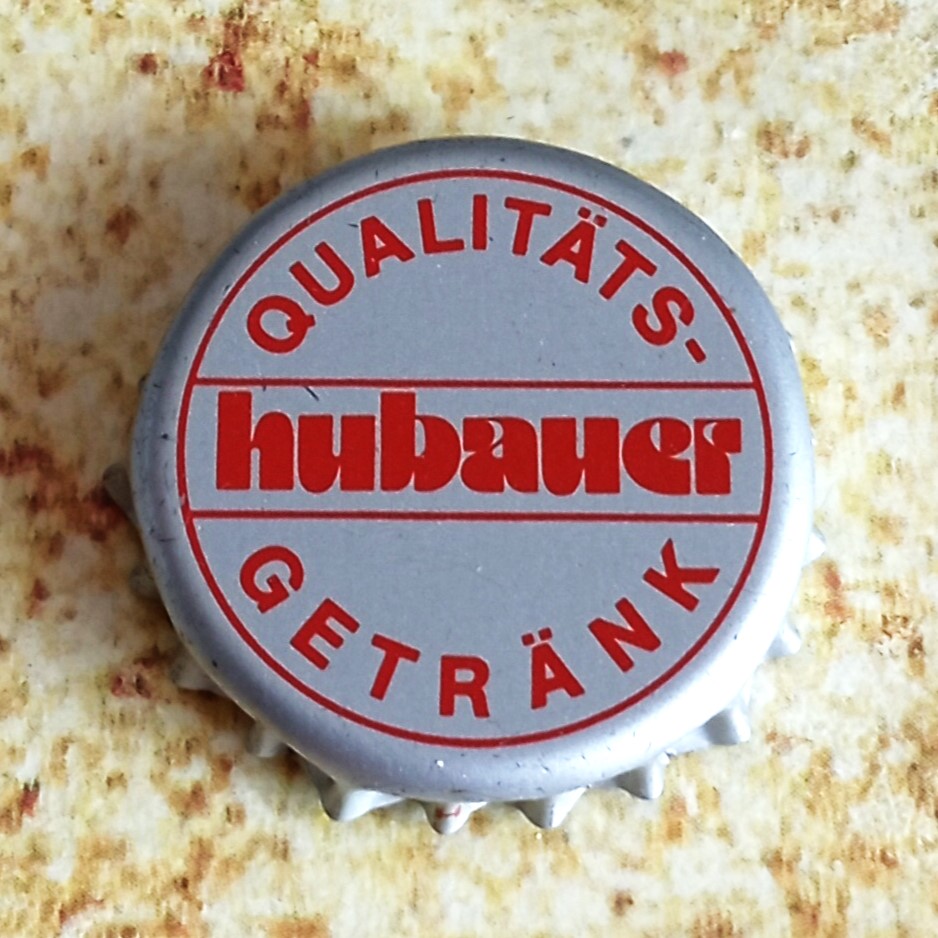 QUALITÄTS-
hubauer
GETRÄNK